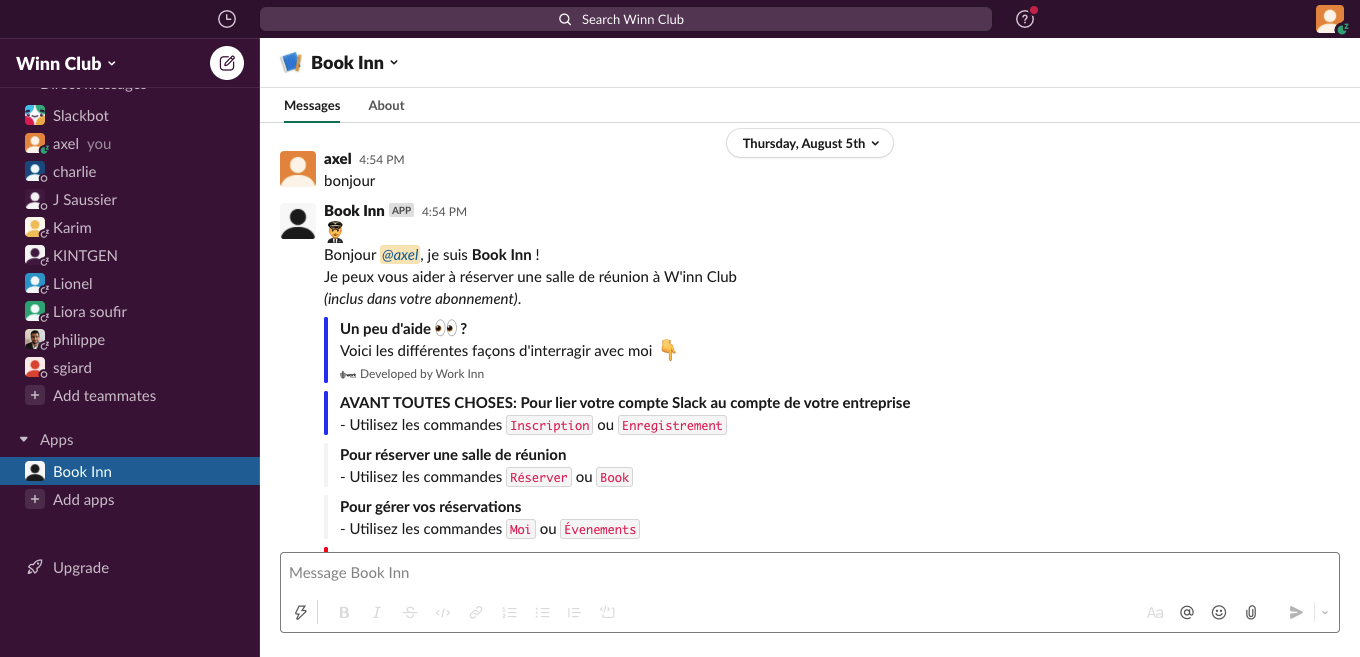 Search Winn Club
Winn Club
Direct messages
Slackbot
axel you
charlie
J Saussier
Karim
KINTGEN
Lionel
Liora soufir
philippe
sgiard
+ Add teammates
Apps
Book Inn
+ Add apps
Upgrade
Book Inn
Messages About
Thursday, August 5th
axel 4:54 PM
bonjour
Book Inn APP 4:54 PM
Bonjour @axel, je suis Book Inn !
Je peux vous aider à réserver une salle de réunion à W'inn Club
(inclus dans votre abonnement).
Un peu d'aide 👀 ?
Voici les différentes façons d'interragir avec moi 👇
Developed by Work Inn
AVANT TOUTES CHOSES: Pour lier votre compte Slack au compte de votre entreprise
- Utilisez les commandes Inscription ou Enregistrement
Pour réserver une salle de réunion
- Utilisez les commandes Réserver ou Book
Pour gérer vos réservations
- Utilisez les commandes Moi ou Évenements
Message Book Inn
B I S </> Aa @